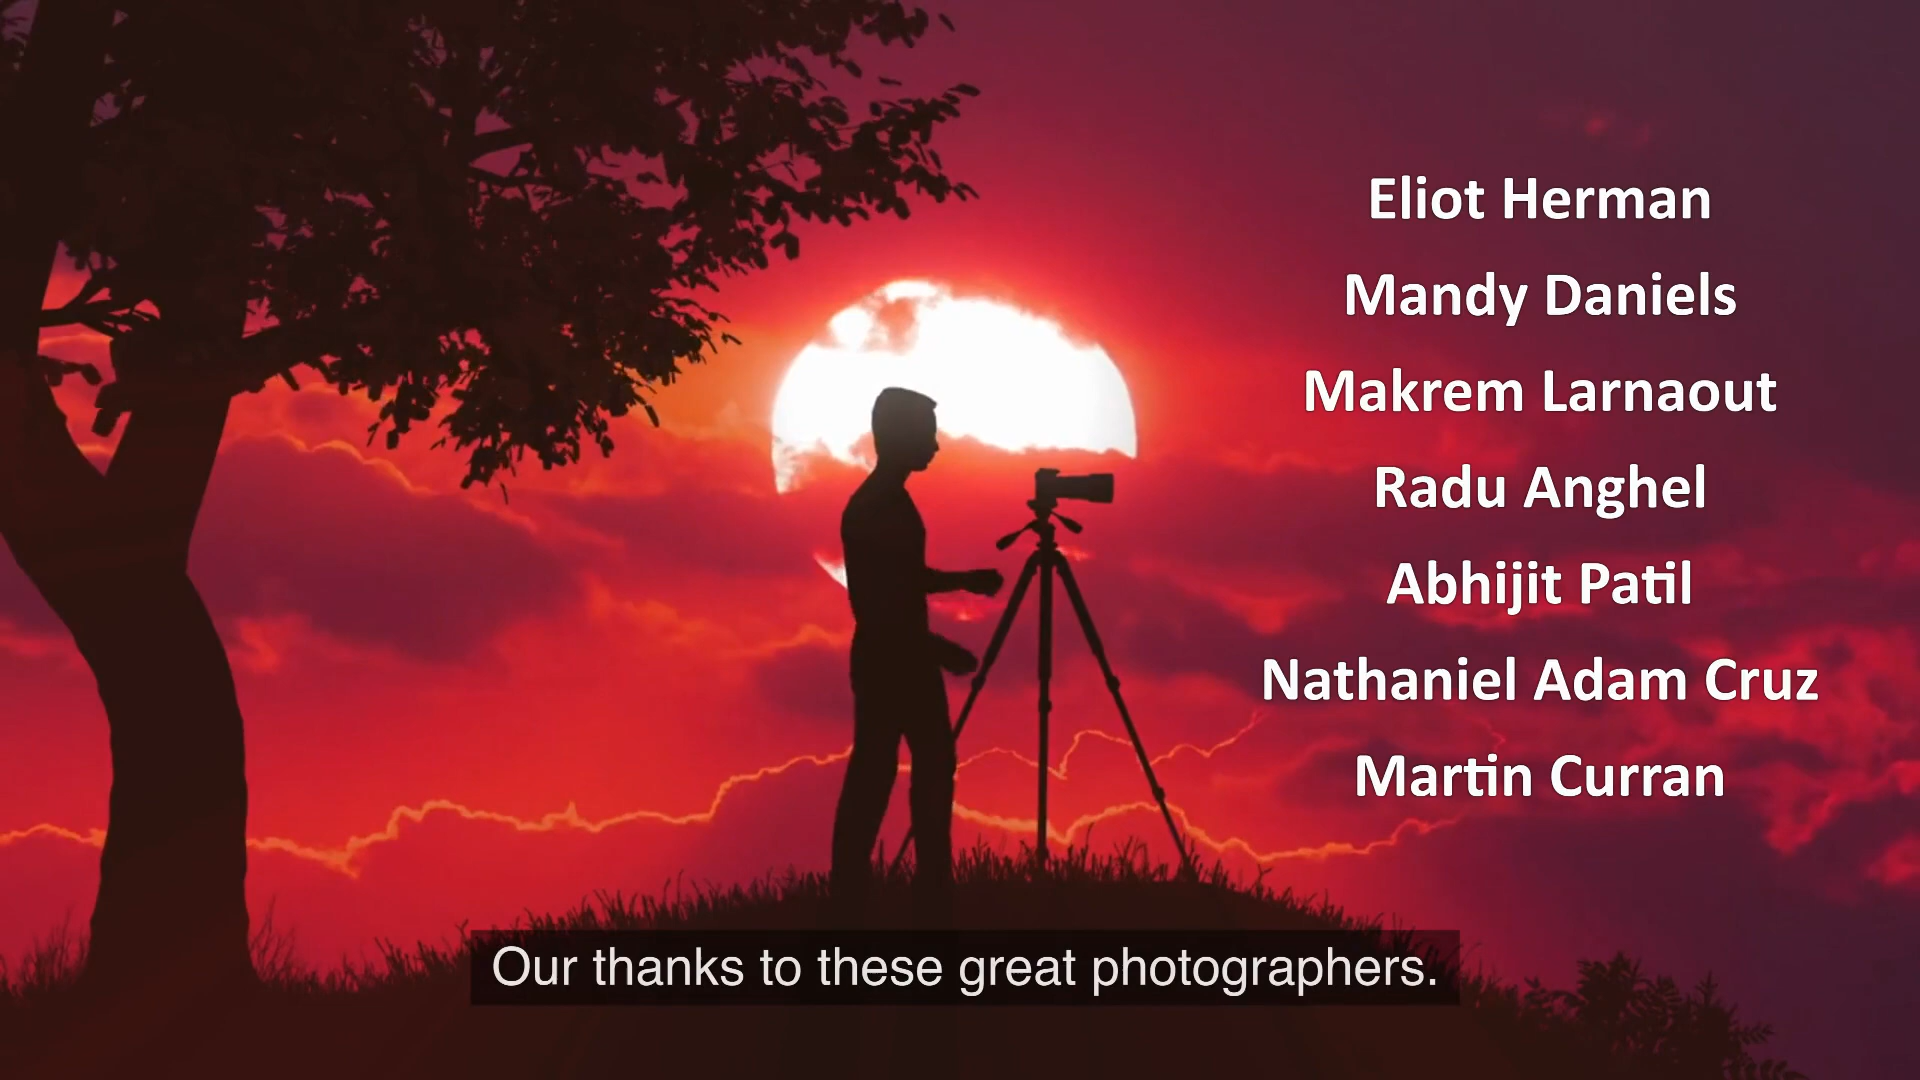 Eliot Herman
Mandy Daniels
Makrem Larnaout
Radu Anghel
Abhijit Patil
Nathaniel Adam Cruz
Martin Curran
Our thanks to these great photographers.